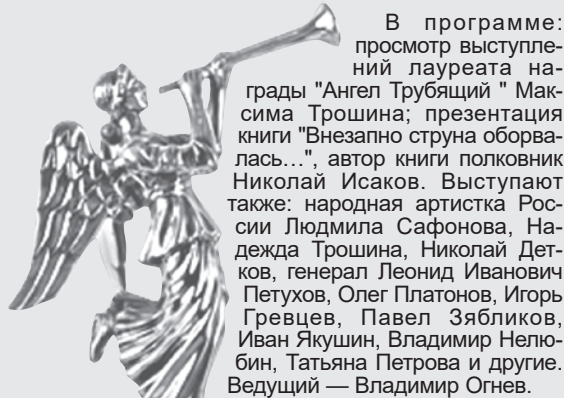 В программе:
просмотр выступле-
ний лауреата на-
грады "Ангел Трубящий " Мак-
сима Трошина; презентация
книги "Внезапно струна оборва-
лась…", автор книги полковник
Николай Исаков. Выступают
также: народная артистка Рос-
сии Людмила Сафонова, На-
дежда Трошина, Николай Дет-
ков, генерал Леонид Иванович
Петухов, Олег Платонов, Игорь
Гревцев, Павел Зябликов,
Иван Якушин, Владимир Нелю-
бин, Татьяна Петрова и другие.
Ведущий — Владимир Огнев.